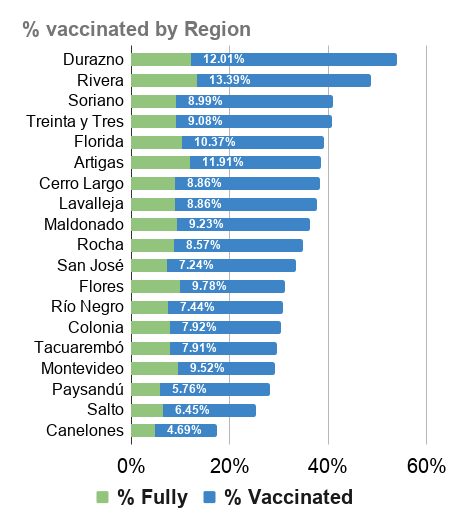 % vaccinated by Region
Durazno 12.01%
Rivera 13.39%
Soriano 8.99%
Treinta y Tres 9.08%
Florida 10.37%
Artigas 11.91%
Cerro Largo 8.86%
Lavalleja 8.86%
Maldonado 9.23%
Rocha 8.57%
San José 7.24%
Flores 9.78%
Río Negro 7.44%
Colonia 7.92%
Tacuarembó 7.91%
Montevideo 9.52%
Paysandú 5.76%
Salto 6.45%
Canelones 4.69%
0% 20% 40% 60%
% Fully % Vaccinated